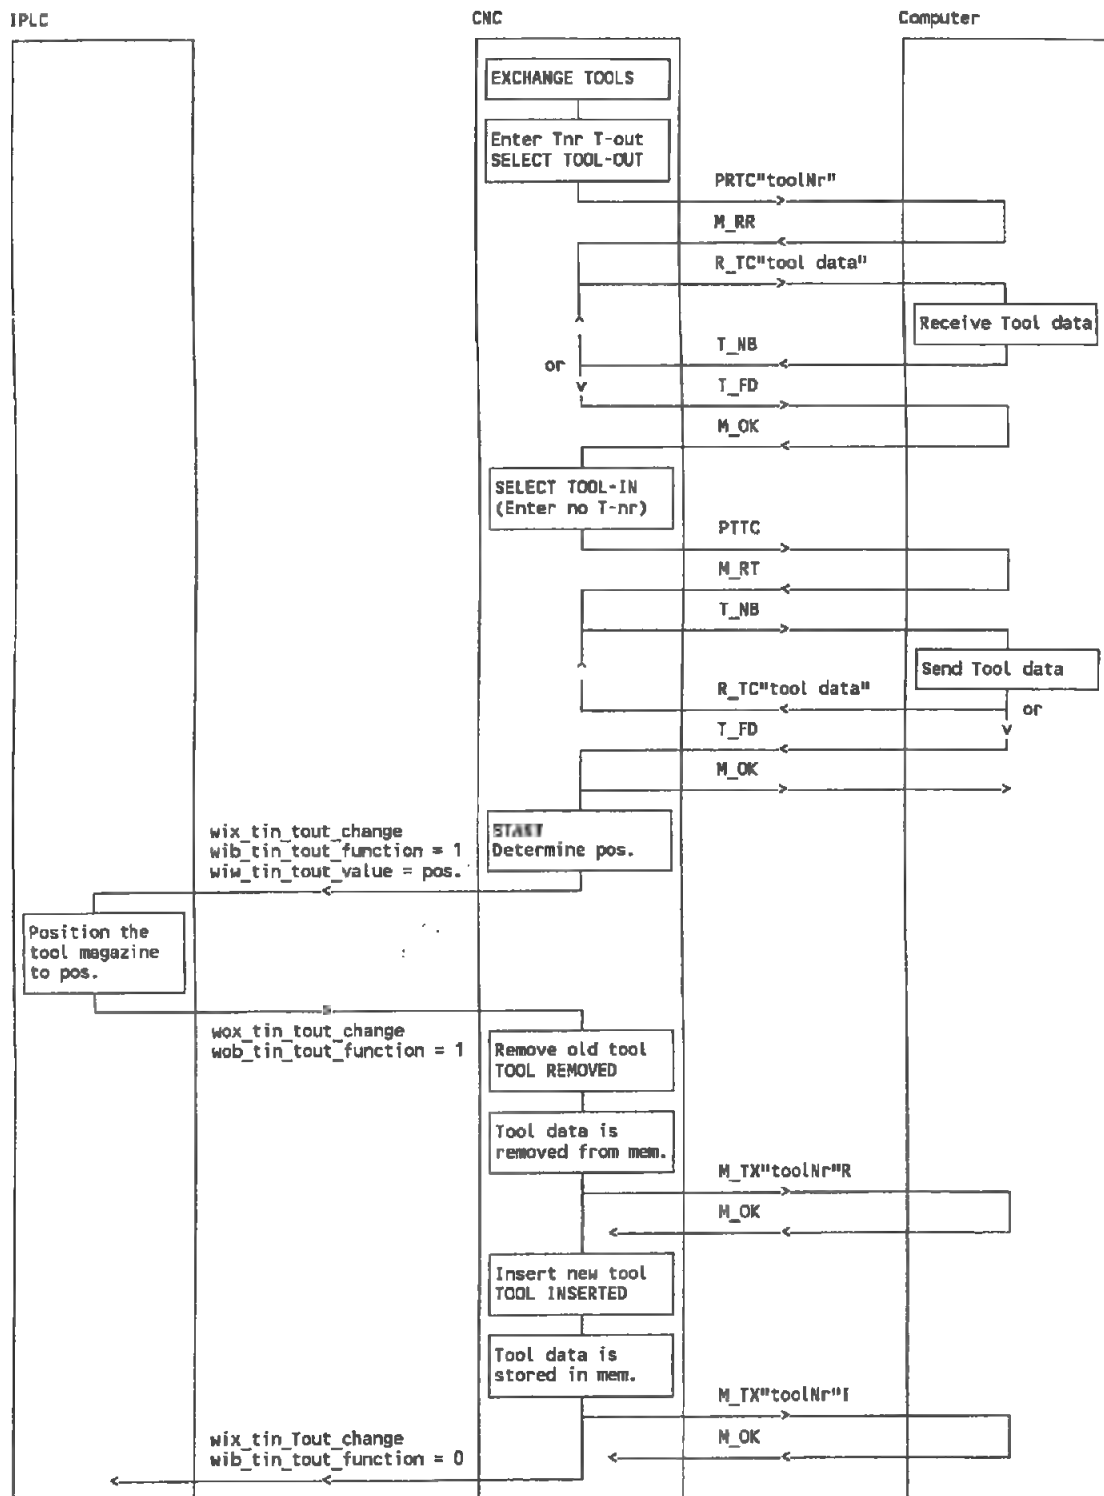 IPLC
CNC
Computer
EXCHANGE TOOLS
Enter Tnr T-out
SELECT TOOL-OUT
PRTC"toolNr"
M_RR
R_TC"tool data"
Receive Tool data
T_NB
or
T_FD
M_OK
SELECT TOOL-IN
(Enter no T-nr)
PTTC
M_RT
T_NB
Send Tool data
R_TC"tool data"
or
T_FD
M_OK
START
Determine pos.
wix_tin_tout_change
wib_tin_tout_function = 1
wiw_tin_tout_value = pos.
Position the
tool magazine
to pos.
wox_tin_tout_change
wob_tin_tout_function = 1
Remove old tool
TOOL REMOVED
Tool data is
removed from mem.
M_TX"toolNr"R
M_OK
Insert new tool
TOOL INSERTED
Tool data is
stored in mem.
M_TX"toolNr"I
M_OK
wix_tin_Tout_change
wib_tin_tout_function = 0